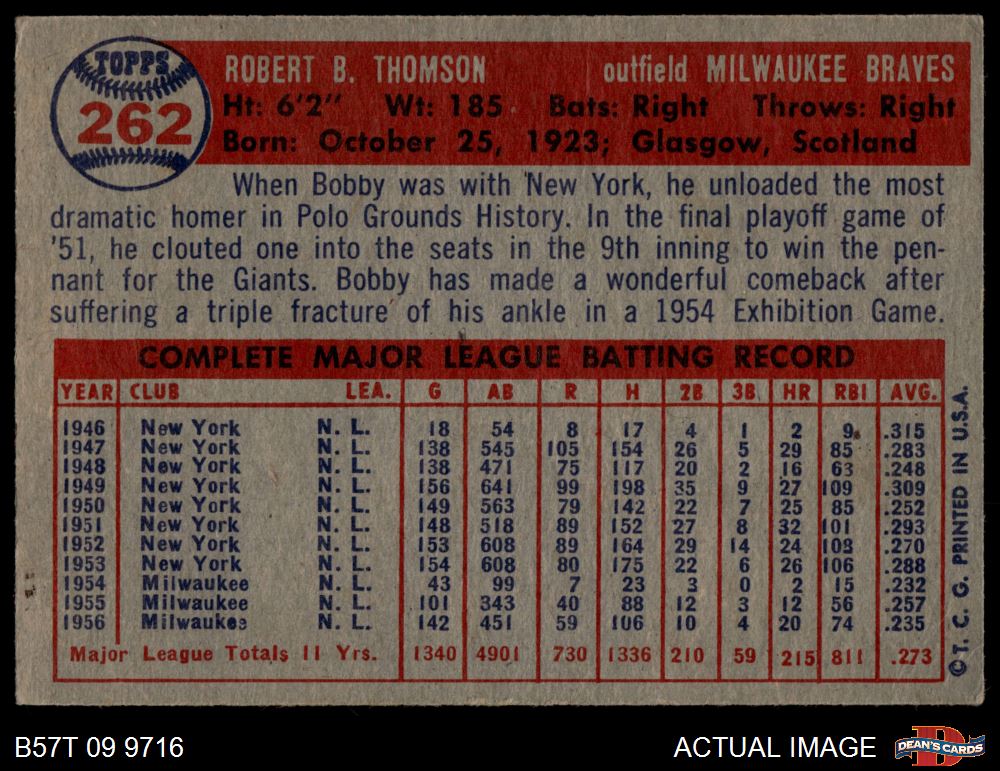 TOPPS
262
ROBERT B. THOMSON outfield MILWAUKEE BRAVES
Ht: 6'2" Wt: 185 Bats: Right Throws: Right
Born: October 25, 1923; Glasgow, Scotland
When Bobby was with New York, he unloaded the most
dramatic homer in Polo Grounds History. In the final playoff game of
'51, he clouted one into the seats in the 9th inning to win the pen-
nant for the Giants. Bobby has made a wonderful comeback after
suffering a triple fracture of his ankle in a 1954 Exhibition Game.
COMPLETE MAJOR LEAGUE BATTING RECORD
YEAR CLUB LEA. G AB R H 2B 3B HR RBI AVG.
1946 New York N. L. 18 54 8 17 4 1 2 9 .315
1947 New York N. L. 138 545 105 154 26 5 29 85 .283
1948 New York N. L. 138 471 75 117 20 2 16 63 .248
1949 New York N. L. 156 641 99 198 35 9 27 109 .309
1950 New York N. L. 149 563 79 142 22 7 25 85 .252
1951 New York N. L. 148 518 89 152 27 8 32 101 .293
1952 New York N. L. 153 608 89 164 29 14 24 108 .270
1953 New York N. L. 154 608 80 175 22 6 26 106 .288
1954 Milwaukee N. L. 43 99 7 23 3 0 2 15 .232
1955 Milwaukee N. L. 101 343 40 88 12 3 12 56 .257
1956 Milwaukee N. L. 142 451 59 106 10 4 20 74 .235
Major League Totals 11 Yrs. 1340 4901 730 1336 210 59 215 811 .273
© T. C. G. PRINTED IN U.S.A.
B57T 09 9716 ACTUAL IMAGE
D
DEAN'S CARDS